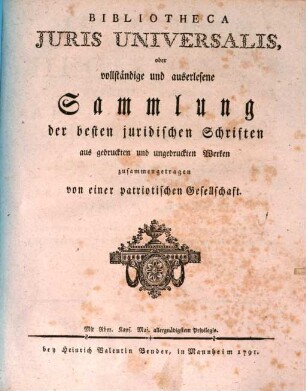 BIBLIOTHECA
JURIS UNIVERSALIS,
oder
vollständige und auserlesene
Sammlung
der besten juridischen Schriften
aus gedruckten und ungedruckten Werken
zusammengetragen
von einer patriotischen Gesellschaft.
Mit Röm. Kays. Maj. allergnädigstem Privilegio.
bey Heinrich Valentin Bender, in Mannheim 1791.